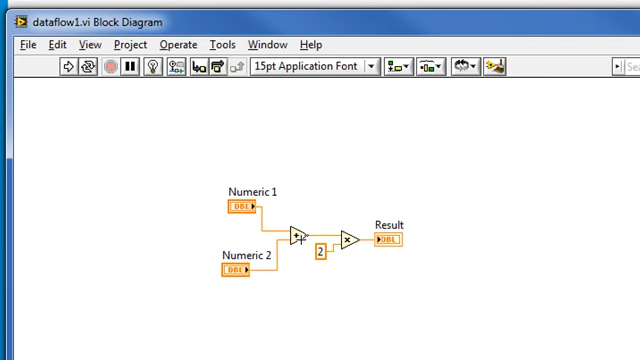 dataflow1.vi Block Diagram
File Edit View Project Operate Tools Window Help
15pt Application Font
Sea
Numeric 1
DBL
Result
DBL
2
Numeric 2
DBL